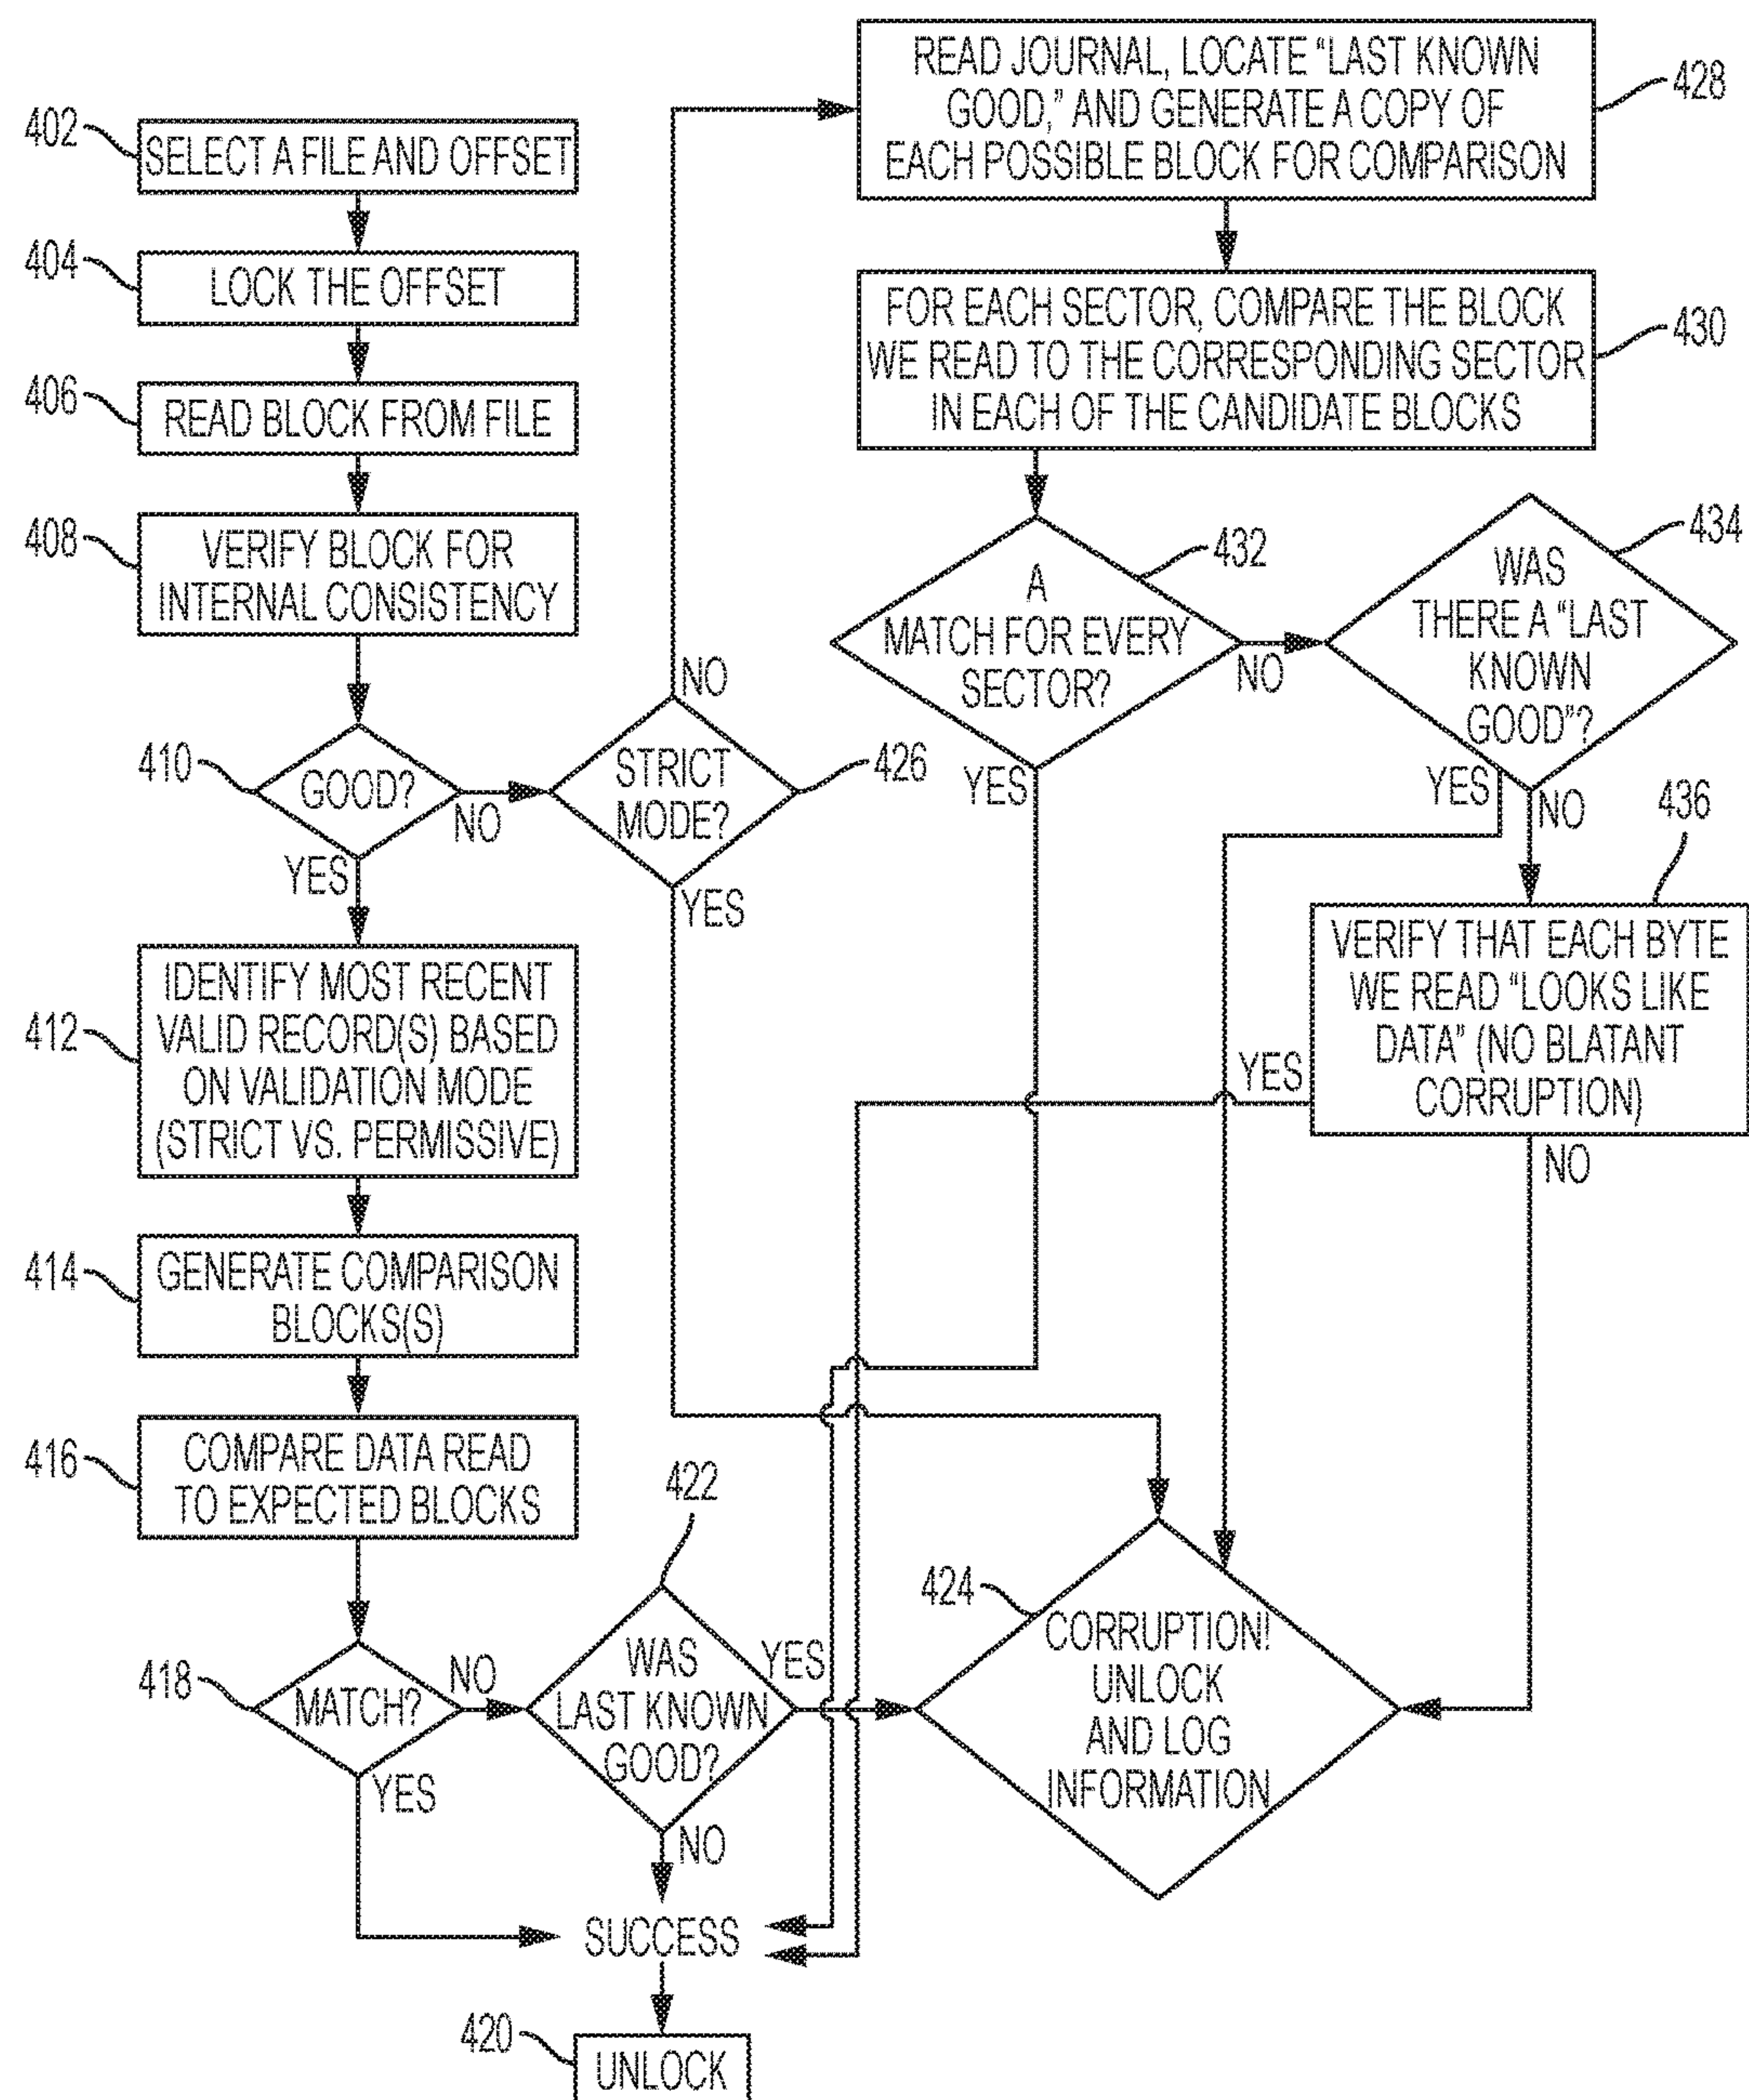 402
SELECT A FILE AND OFFSET
404
LOCK THE OFFSET
406
READ BLOCK FROM FILE
408
VERIFY BLOCK FOR
INTERNAL CONSISTENCY
410
GOOD?
NO
YES
STRICT
MODE?
426
NO
YES
412
IDENTIFY MOST RECENT
VALID RECORD(S) BASED
ON VALIDATION MODE
(STRICT VS. PERMISSIVE)
414
GENERATE COMPARISON
BLOCKS(S)
416
COMPARE DATA READ
TO EXPECTED BLOCKS
418
MATCH?
NO
YES
422
WAS
LAST KNOWN
GOOD?
YES
NO
SUCCESS
420
UNLOCK
READ JOURNAL, LOCATE “LAST KNOWN
GOOD,” AND GENERATE A COPY OF
EACH POSSIBLE BLOCK FOR COMPARISON
428
FOR EACH SECTOR, COMPARE THE BLOCK
WE READ TO THE CORRESPONDING SECTOR
IN EACH OF THE CANDIDATE BLOCKS
430
432
A
MATCH FOR EVERY
SECTOR?
NO
YES
434
WAS
THERE A “LAST
KNOWN
GOOD”?
YES
NO
436
VERIFY THAT EACH BYTE
WE READ “LOOKS LIKE
DATA” (NO BLATANT
CORRUPTION)
YES
NO
424
CORRUPTION!
UNLOCK
AND LOG
INFORMATION